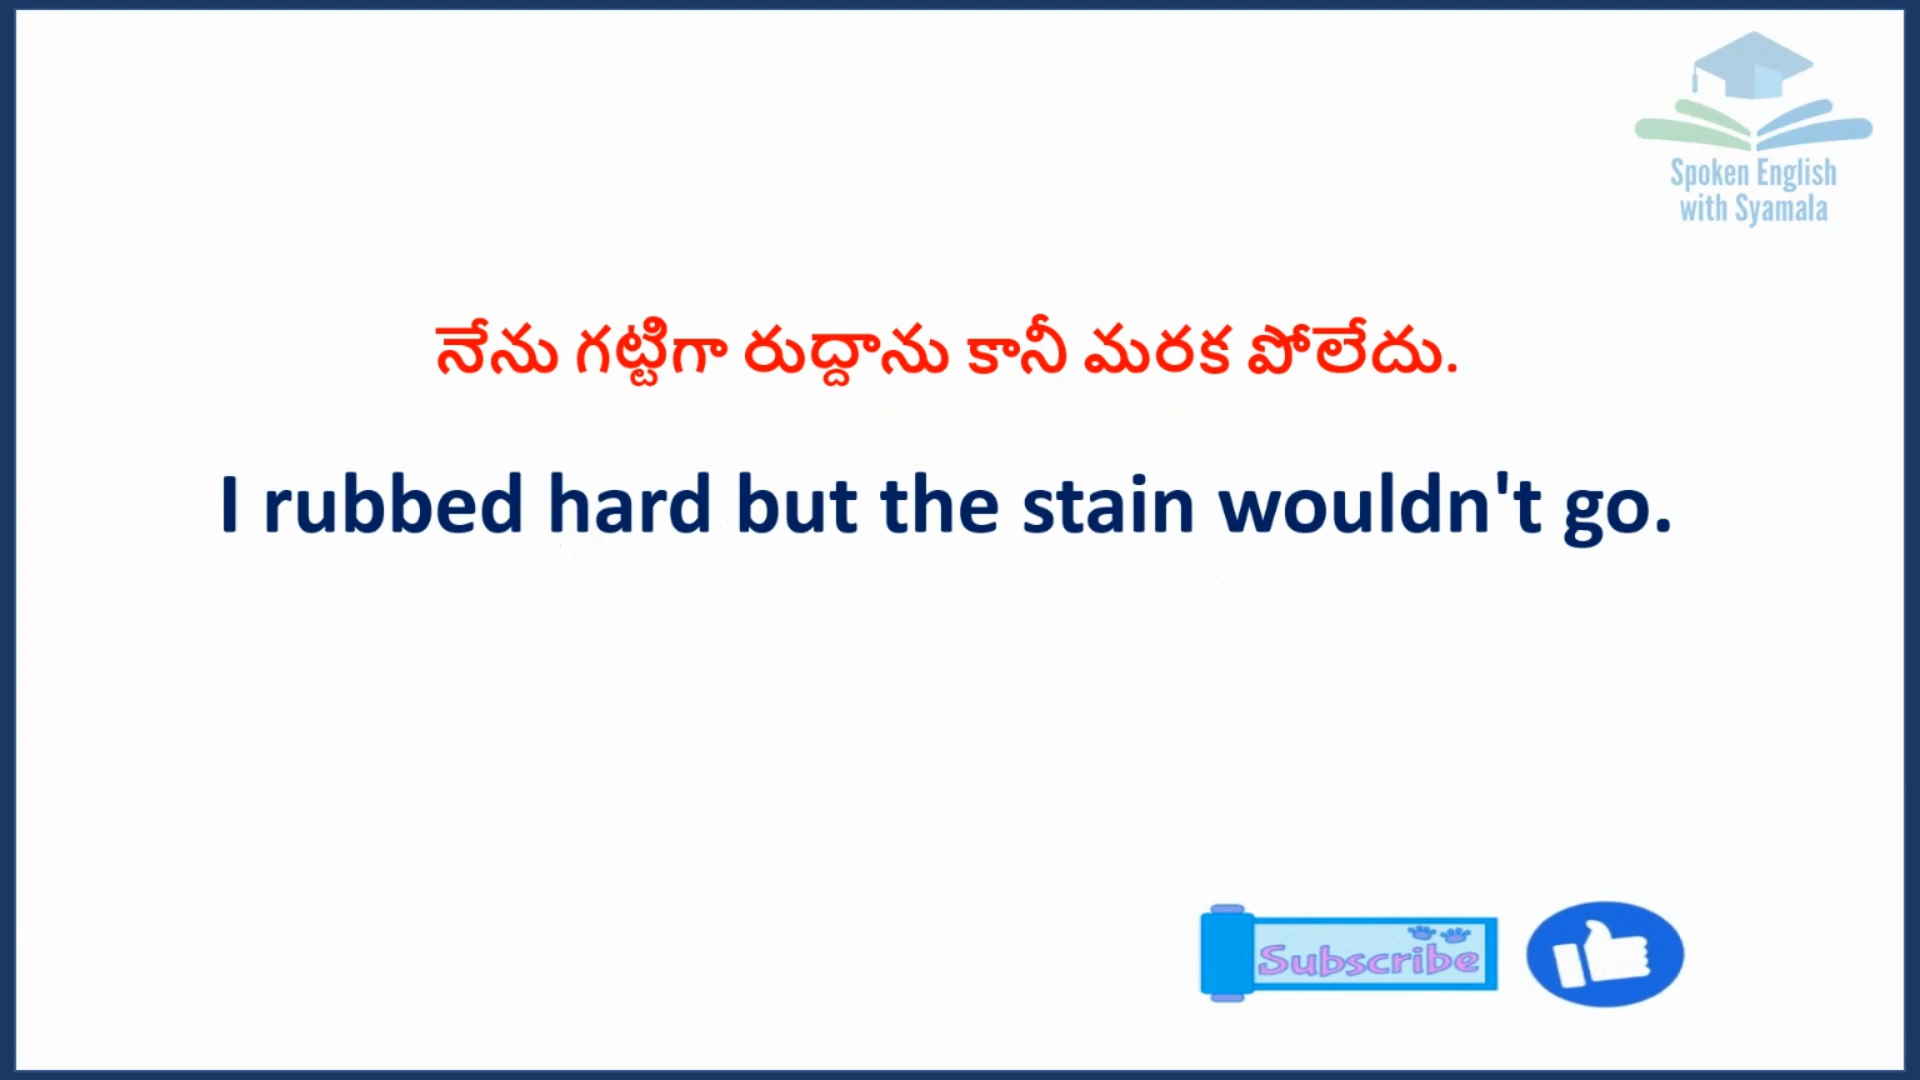 Spoken English
with Syamala
నేను గట్టిగా రుద్దాను కానీ మరక పోలేదు.
I rubbed hard but the stain wouldn't go.
Subscribe